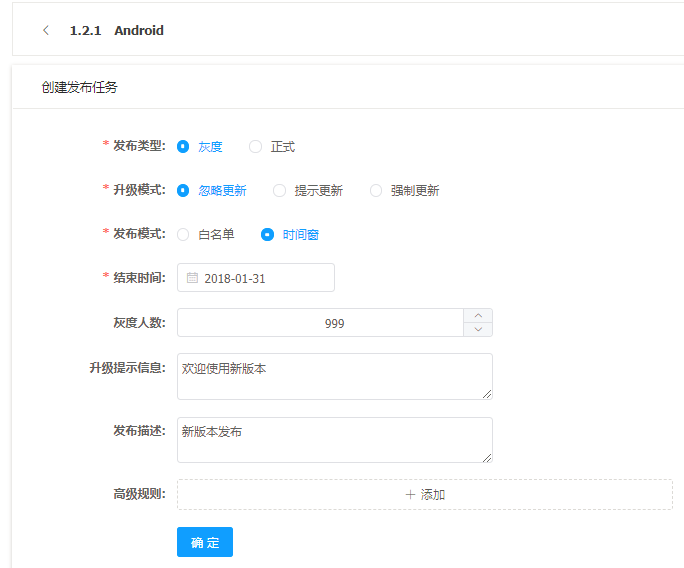 1.2.1 Android
创建发布任务
* 发布类型: 灰度 正式
* 升级模式: 忽略更新 提示更新 强制更新
* 发布模式: 白名单 时间窗
* 结束时间: 2018-01-31
灰度人数: 999
升级提示信息: 欢迎使用新版本
发布描述: 新版本发布
高级规则: + 添加
确 定